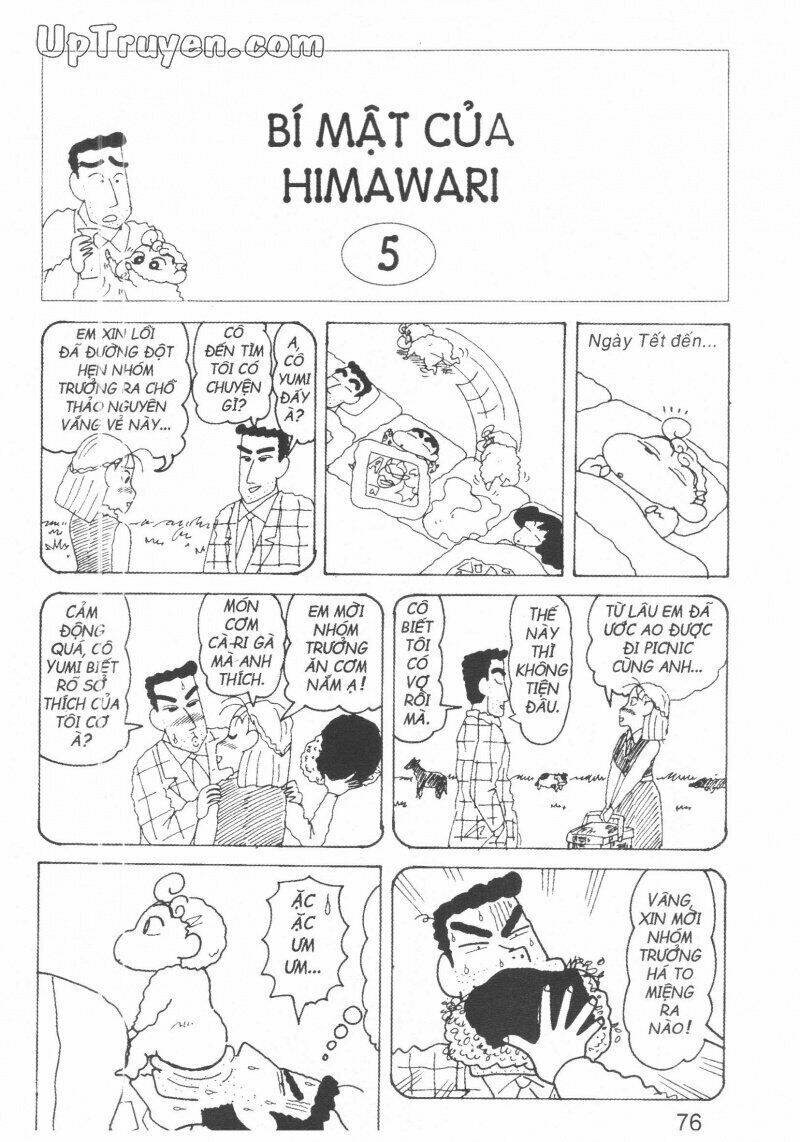 UpTruyen.com
BÍ MẬT CỦA
HIMAWARI
5
Ngày Tết đến...
A,
CÔ
YUMI
ĐẤY
À?
CÔ
ĐẾN TÌM
TÔI CÓ
CHUYỆN
GÌ?
EM XIN LỖI
ĐÃ ĐƯỜNG ĐỘT
HẸN NHÓM
TRƯỞNG RA CHỖ
THẢO NGUYÊN
VẮNG VẺ NÀY...
TỪ LÂU EM ĐÃ
ƯỚC AO ĐƯỢC
ĐI PICNIC
CÙNG ANH...
THẾ
NÀY THÌ
KHÔNG
TIỆN
ĐÂU.
CÔ
BIẾT
TÔI
CÓ
VỢ
RỒI
MÀ.
EM MỜI
NHÓM
TRƯỞNG
ĂN CƠM
NẮM Ạ!
MÓN
CƠM
CÀ-RI GÀ
MÀ ANH
THÍCH.
CẢM
ĐỘNG
QUÁ, CÔ
YUMI BIẾT
RÕ SỞ
THÍCH CỦA
TÔI CƠ
À?
VÂNG,
XIN MỜI
NHÓM
TRƯỞNG
HÁ TO
MIỆNG
RA
NÀO!
ẶC
ẶC
ƯM
ƯM...
76